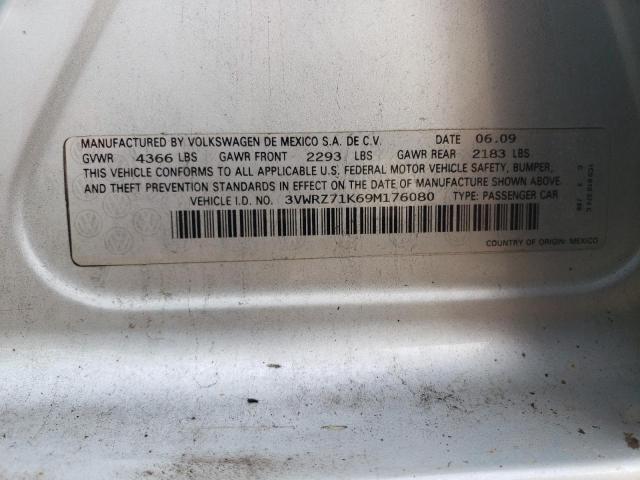 MANUFACTURED BY VOLKSWAGEN DE MEXICO S.A. DE C.V. DATE 06.09
GVWR 4366 LBS GAWR FRONT 2293 LBS GAWR REAR 2183 LBS
THIS VEHICLE CONFORMS TO ALL APPLICABLE U.S. FEDERAL MOTOR VEHICLE SAFETY, BUMPER,
AND THEFT PREVENTION STANDARDS IN EFFECT ON THE DATE OF MANUFACTURE SHOWN ABOVE.
VEHICLE I.D. NO. 3VWRZ71K69M176080 TYPE: PASSENGER CAR
COUNTRY OF ORIGIN: MEXICO